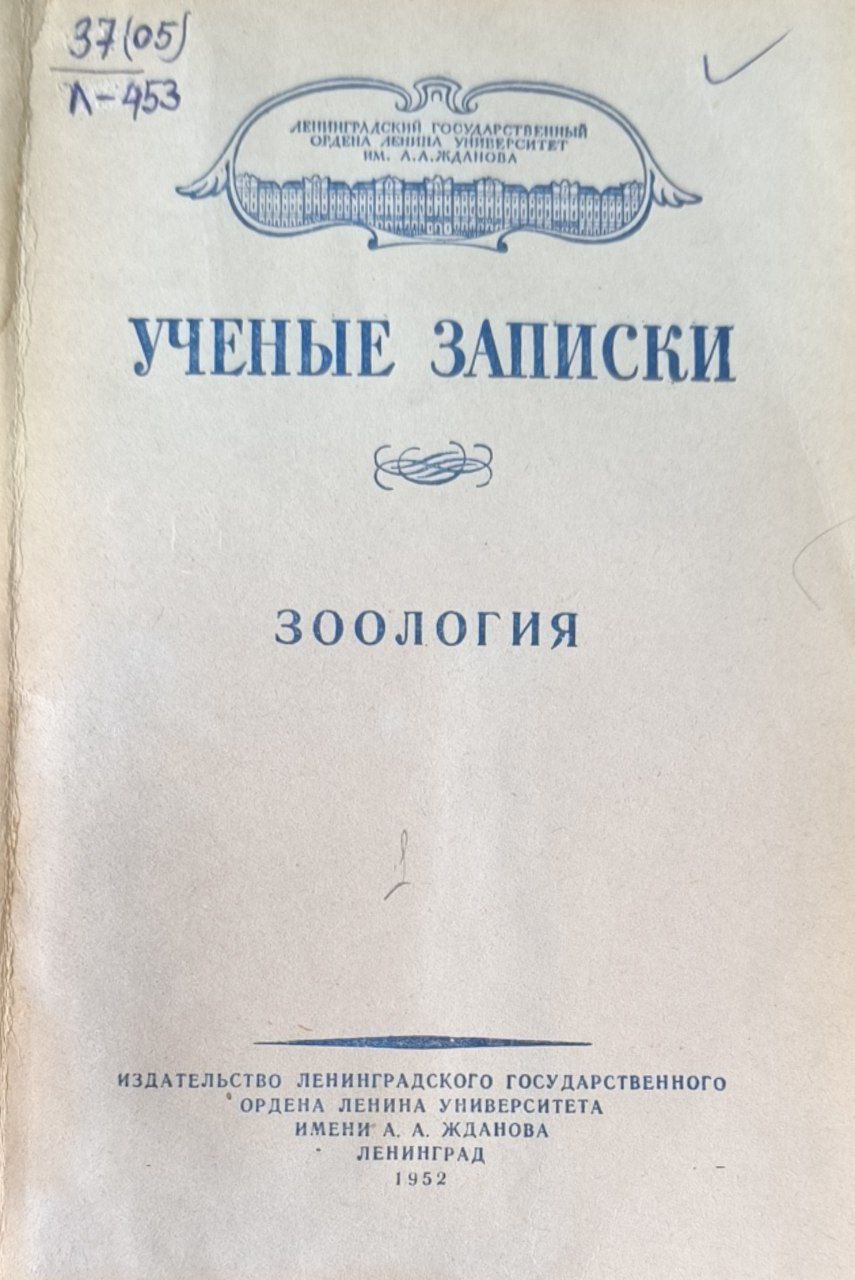 37(05)
Л-453
ЛЕНИНГРАДСКИЙ ГОСУДАРСТВЕННЫЙ
ОРДЕНА ЛЕНИНА УНИВЕРСИТЕТ
ИМ. А.А.ЖДАНОВА
УЧЕНЫЕ ЗАПИСКИ
ЗООЛОГИЯ
ИЗДАТЕЛЬСТВО ЛЕНИНГРАДСКОГО ГОСУДАРСТВЕННОГО
ОРДЕНА ЛЕНИНА УНИВЕРСИТЕТА
ИМЕНИ А. А. ЖДАНОВА
ЛЕНИНГРАД
1952